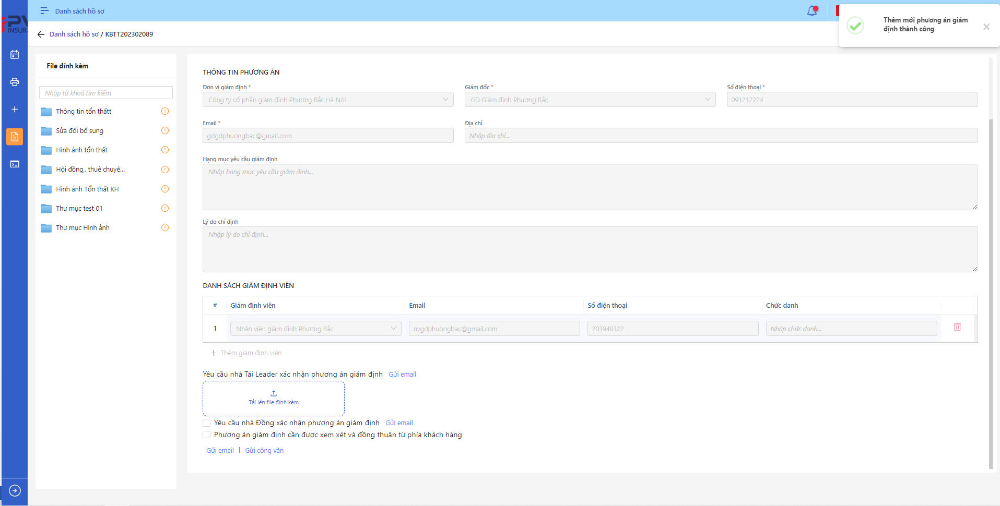 Danh sách hồ sơ
Thêm mới phương án giám
định thành công
PV
INSURA
Danh sách hồ sơ / KBTT202302089
File đính kèm
Nhập từ khoá tìm kiếm
Thông tin tổn thấtt
Sửa đổi bổ sung
Hình ảnh tổn thất
Hội đồng,. thuê chuyê...
Hình ảnh Tổn thất KH
Thư mục test 01
Thư mục Hình ảnh
THÔNG TIN PHƯƠNG ÁN
Đơn vị giám định *
Giám đốc *
Số điện thoại *
Công ty cổ phần giám định Phương Bắc Hà Nội
GĐ Giám định Phương Bắc
091212224
Email *
Địa chỉ
gdgdphuongbac@gmail.com
Nhập địa chỉ...
Hạng mục yêu cầu giám định
Nhập hạng mục yêu cầu giám định...
Lý do chỉ định
Nhập lý do chỉ định...
DANH SÁCH GIÁM ĐỊNH VIÊN
# Giám định viên Email Số điện thoại Chức danh
1 Nhân viên giám định Phương Bắc nvgdphuongbac@gmail.com 203948322 Nhập chức danh...
+ Thêm giám định viên
Yêu cầu nhà Tái Leader xác nhận phương án giám định Gửi email
Tải lên file đính kèm
Yêu cầu nhà Đồng xác nhận phương án giám định Gửi email
Phương án giám định cần được xem xét và đồng thuận từ phía khách hàng
Gửi email | Gửi công văn